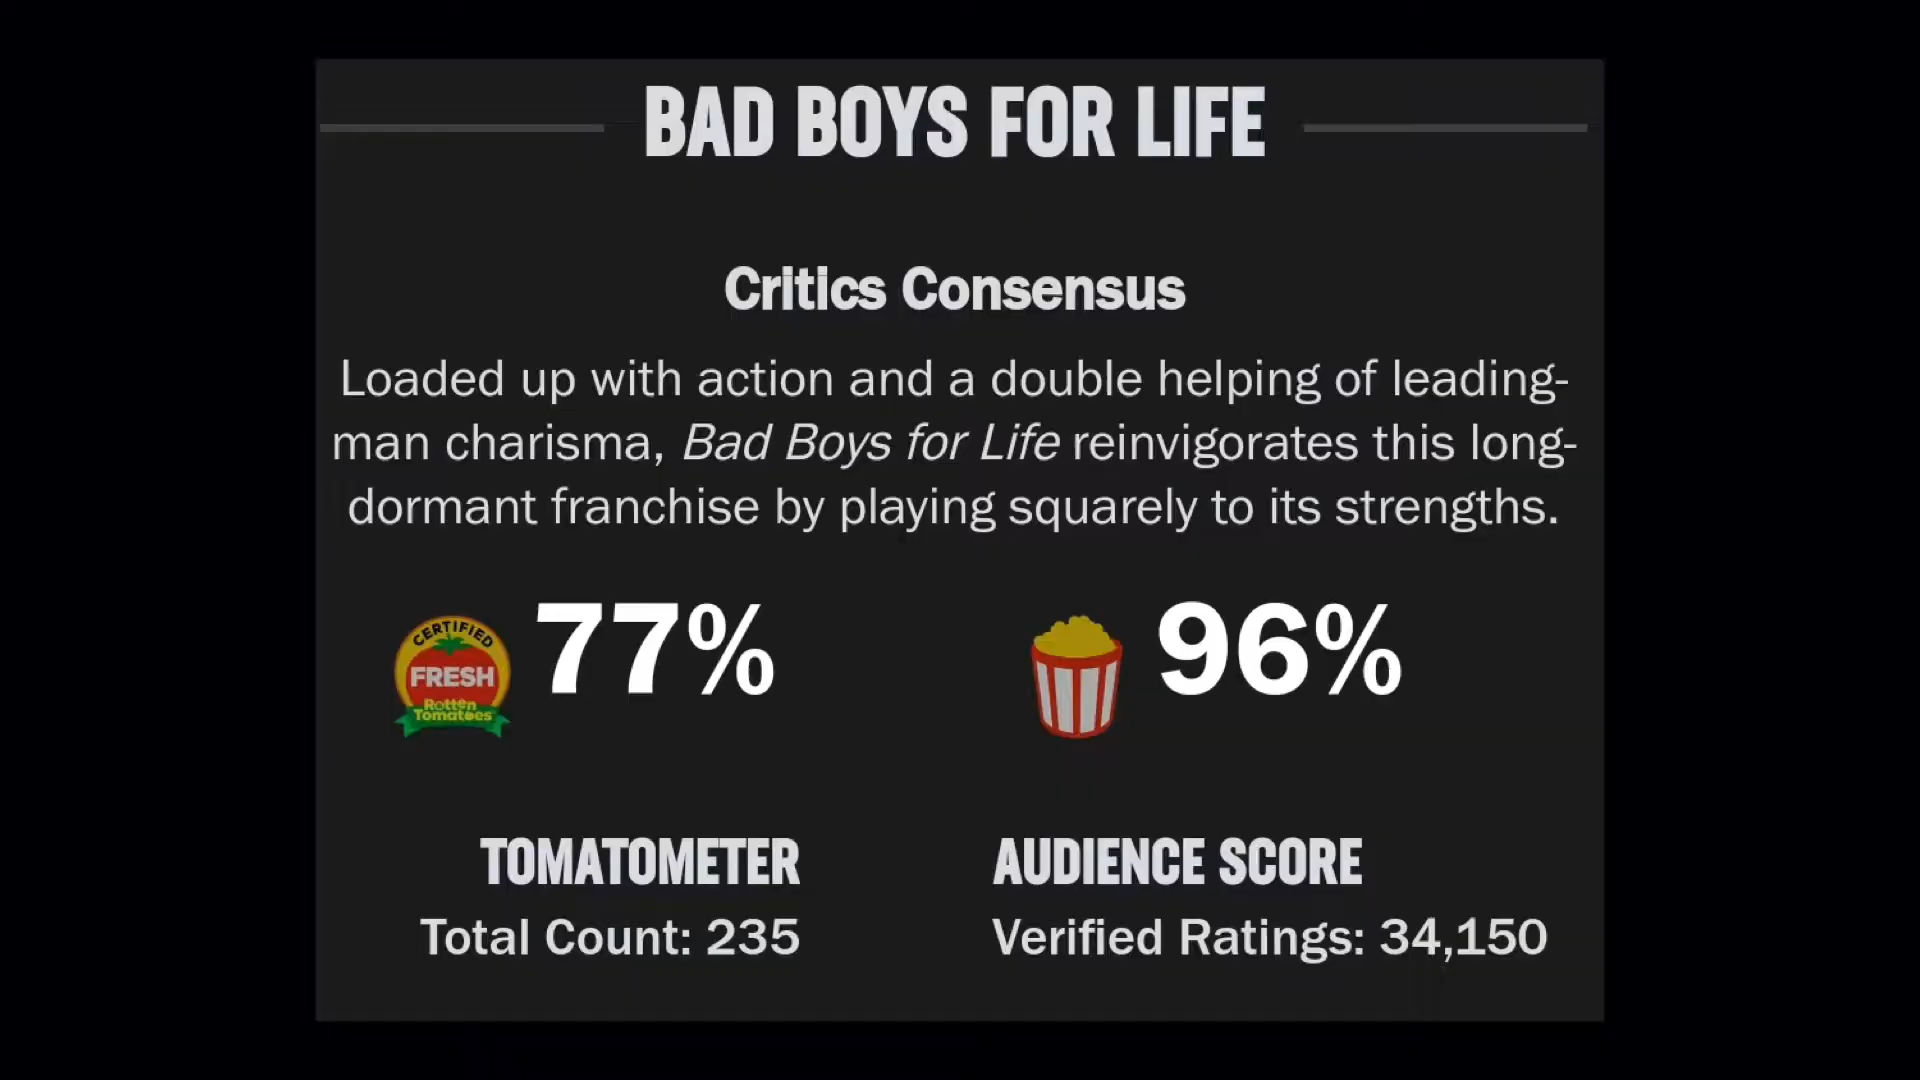 BAD BOYS FOR LIFE
Critics Consensus
Loaded up with action and a double helping of leading-
man charisma, Bad Boys for Life reinvigorates this long-
dormant franchise by playing squarely to its strengths.
CERTIFIED
FRESH
Rotten
Tomatoes
77%
96%
TOMATOMETER
Total Count: 235
AUDIENCE SCORE
Verified Ratings: 34,150